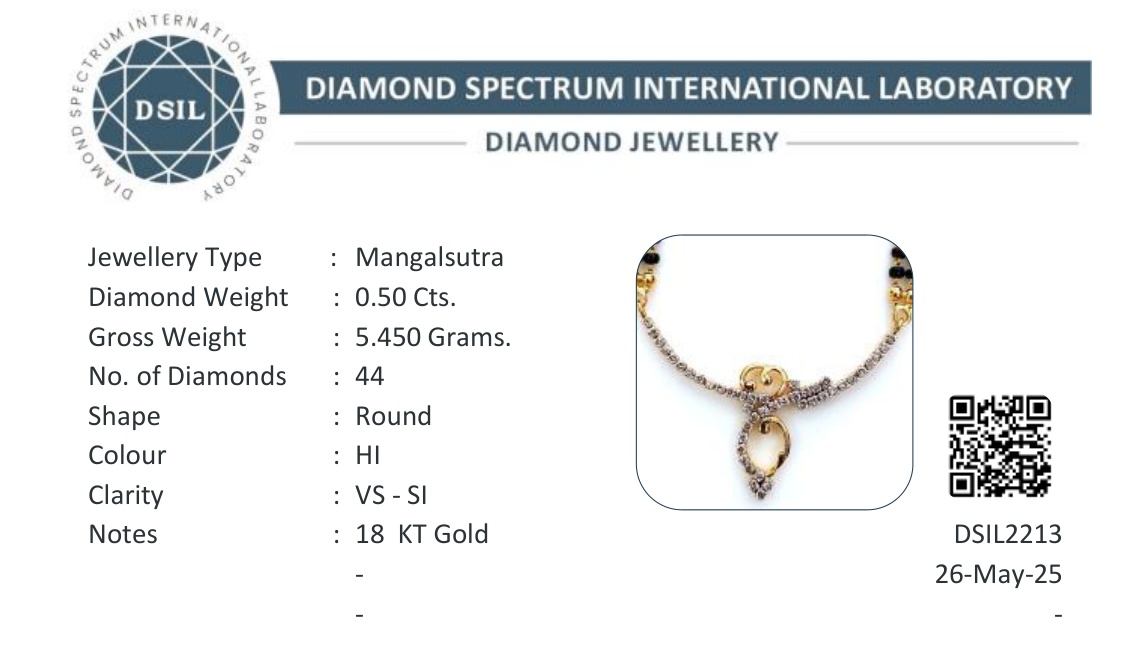 DIAMOND SPECTRUM INTERNATIONAL LABORATORY
DSIL
DIAMOND SPECTRUM INTERNATIONAL LABORATORY
DIAMOND JEWELLERY
Jewellery Type : Mangalsutra
Diamond Weight : 0.50 Cts.
Gross Weight : 5.450 Grams.
No. of Diamonds : 44
Shape : Round
Colour : HI
Clarity : VS - SI
Notes : 18 KT Gold
-
-
DSIL2213
26-May-25
-